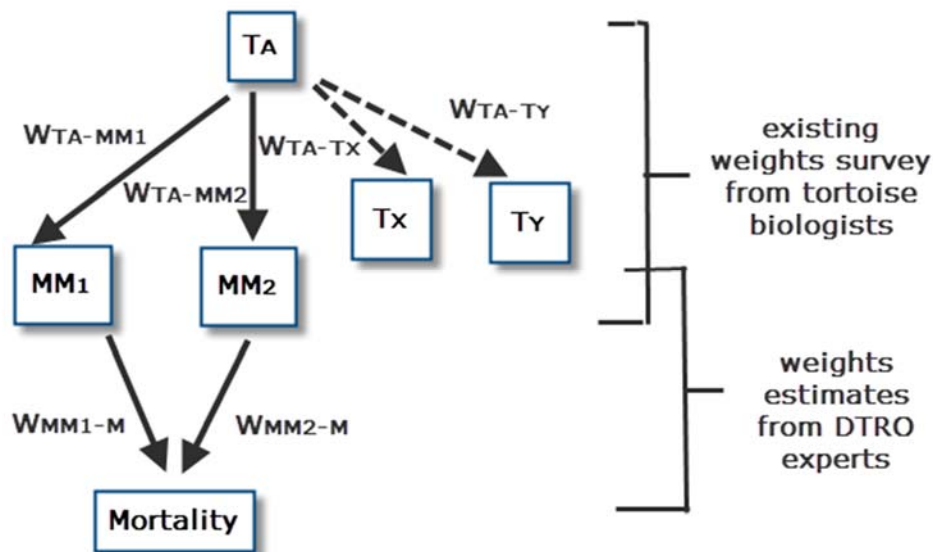 TA
WTA-MM1
WTA-MM2
WTA-TX
WTA-TY
TX
TY
MM1
MM2
WMM1-M
WMM2-M
Mortality
existing
weights survey
from tortoise
biologists
weights
estimates
from DTRO
experts